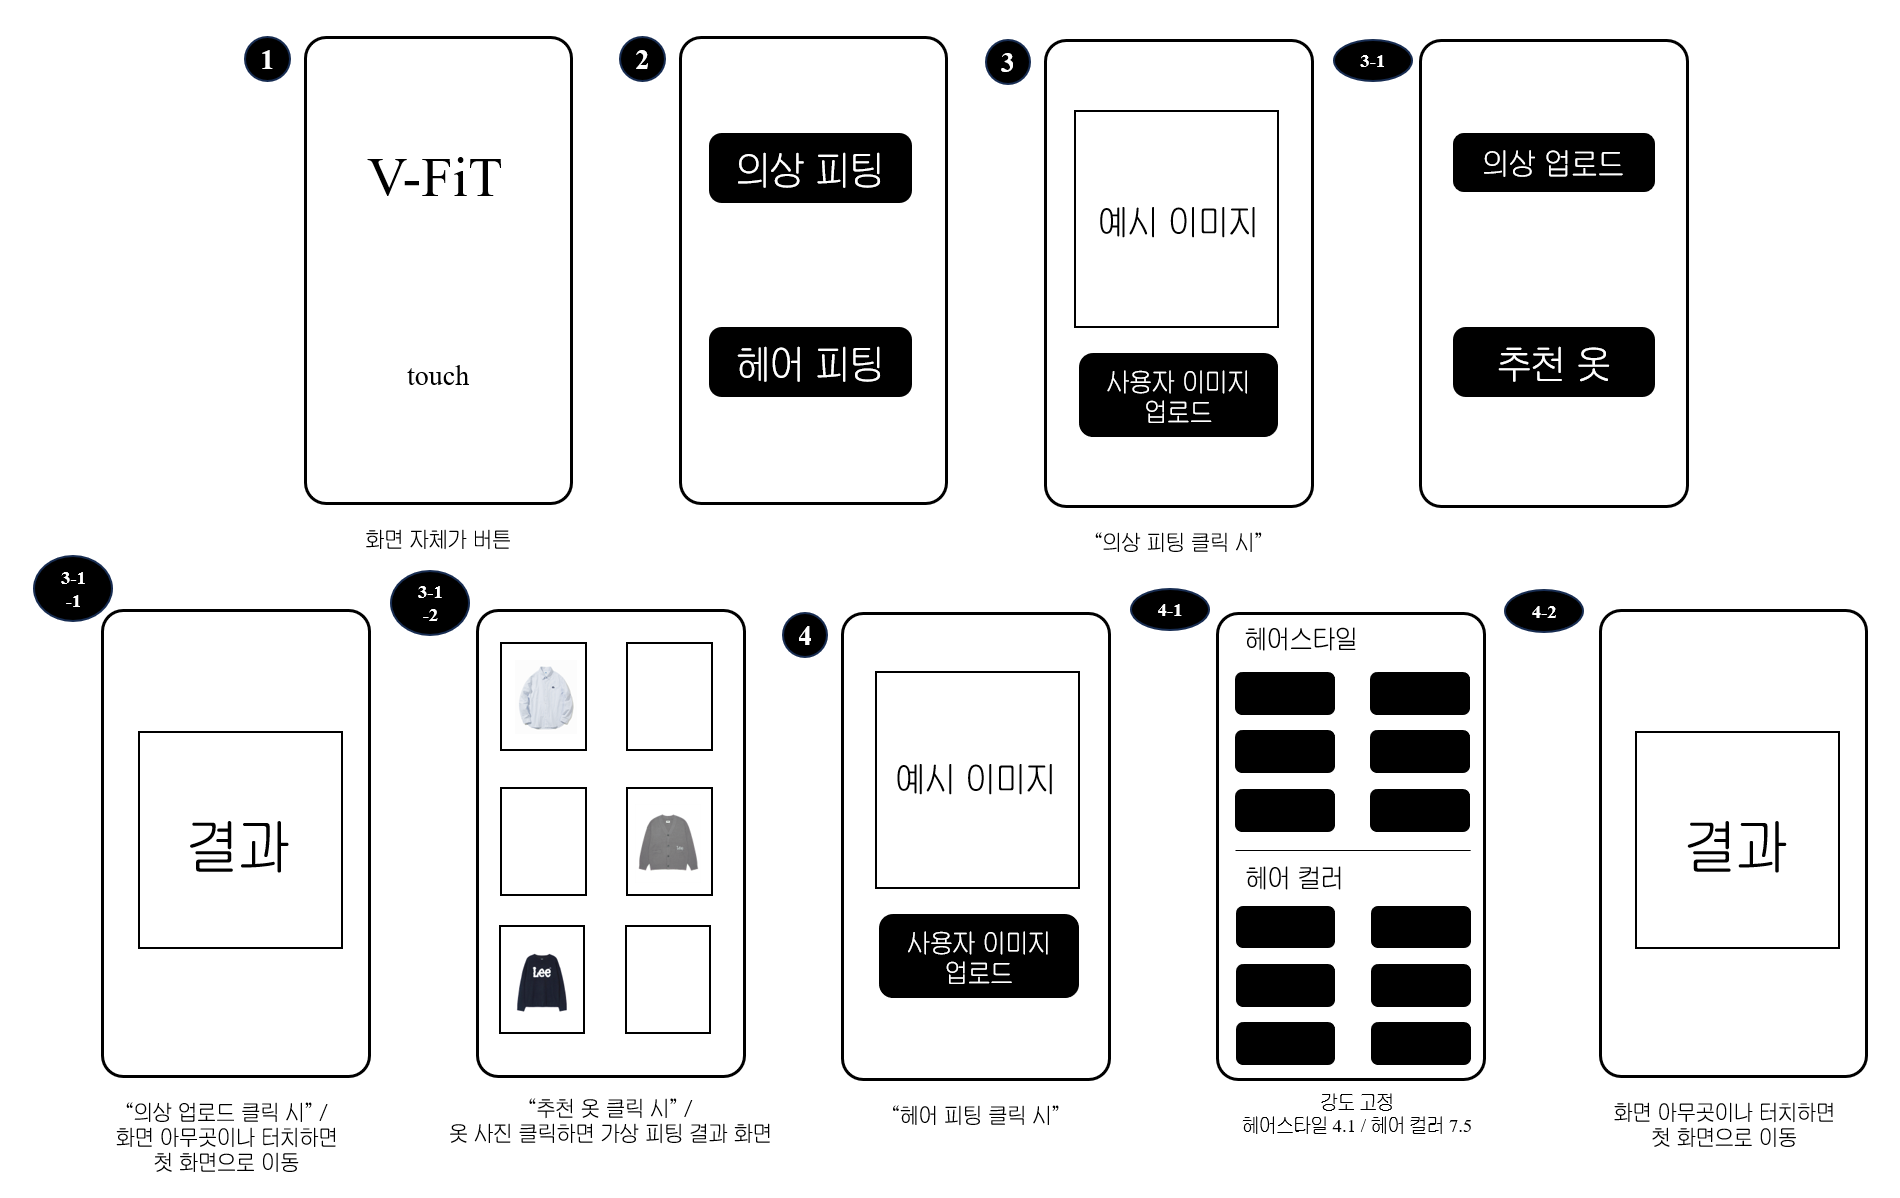 1
V-FiT
touch
화면 자체가 버튼
2
의상 피팅
헤어 피팅
3
예시 이미지
사용자 이미지
업로드
“의상 피팅 클릭 시”
3-1
의상 업로드
추천 옷
3-1
-1
결과
“의상 업로드 클릭 시” /
화면 아무곳이나 터치하면
첫 화면으로 이동
3-1
-2
Lee
“추천 옷 클릭 시” /
옷 사진 클릭하면 가상 피팅 결과 화면
4
예시 이미지
사용자 이미지
업로드
“헤어 피팅 클릭 시”
4-1
헤어스타일
헤어 컬러
강도 고정
헤어스타일 4.1 / 헤어 컬러 7.5
4-2
결과
화면 아무곳이나 터치하면
첫 화면으로 이동